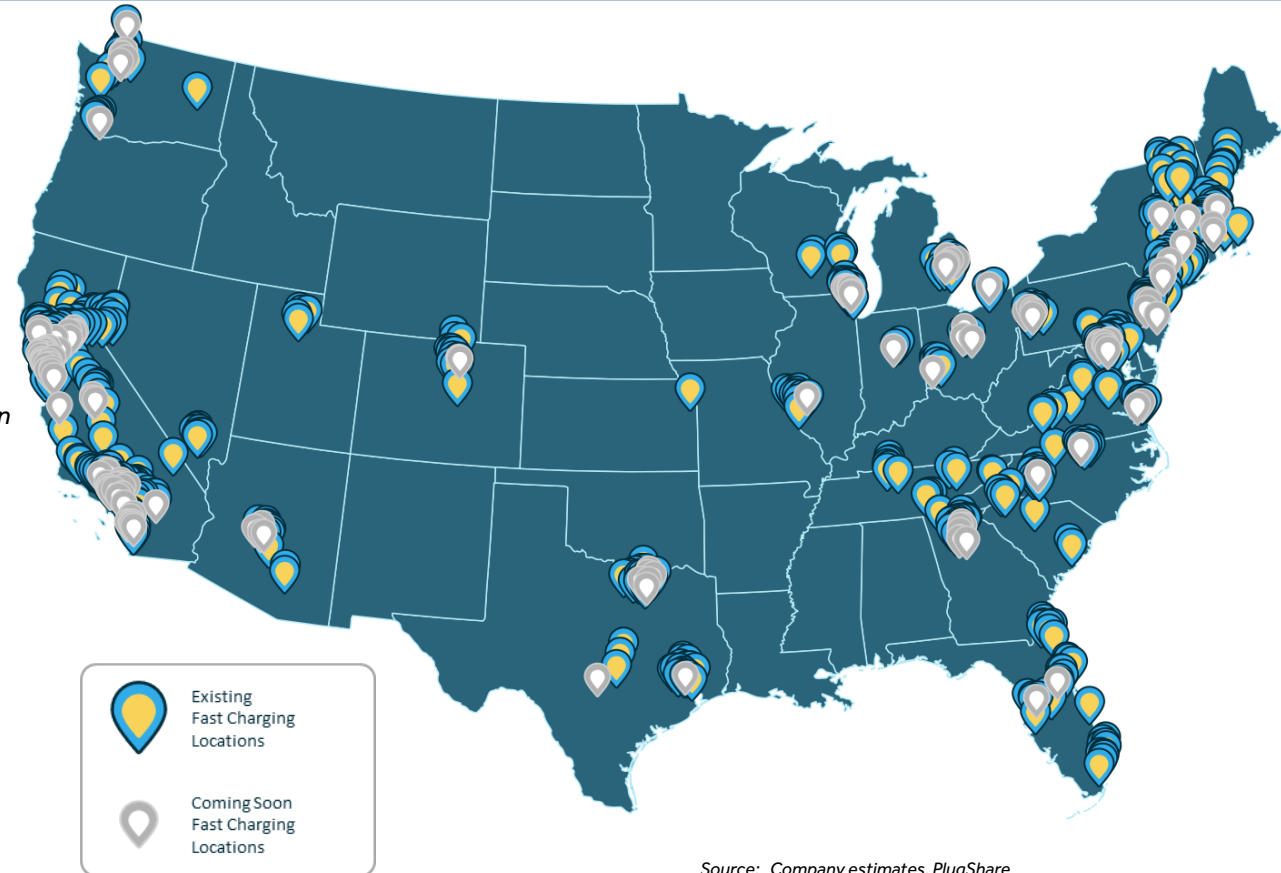 n
Existing
Fast Charging
Locations
Coming Soon
Fast Charging
Locations
Source: Company estimates, PlugShare